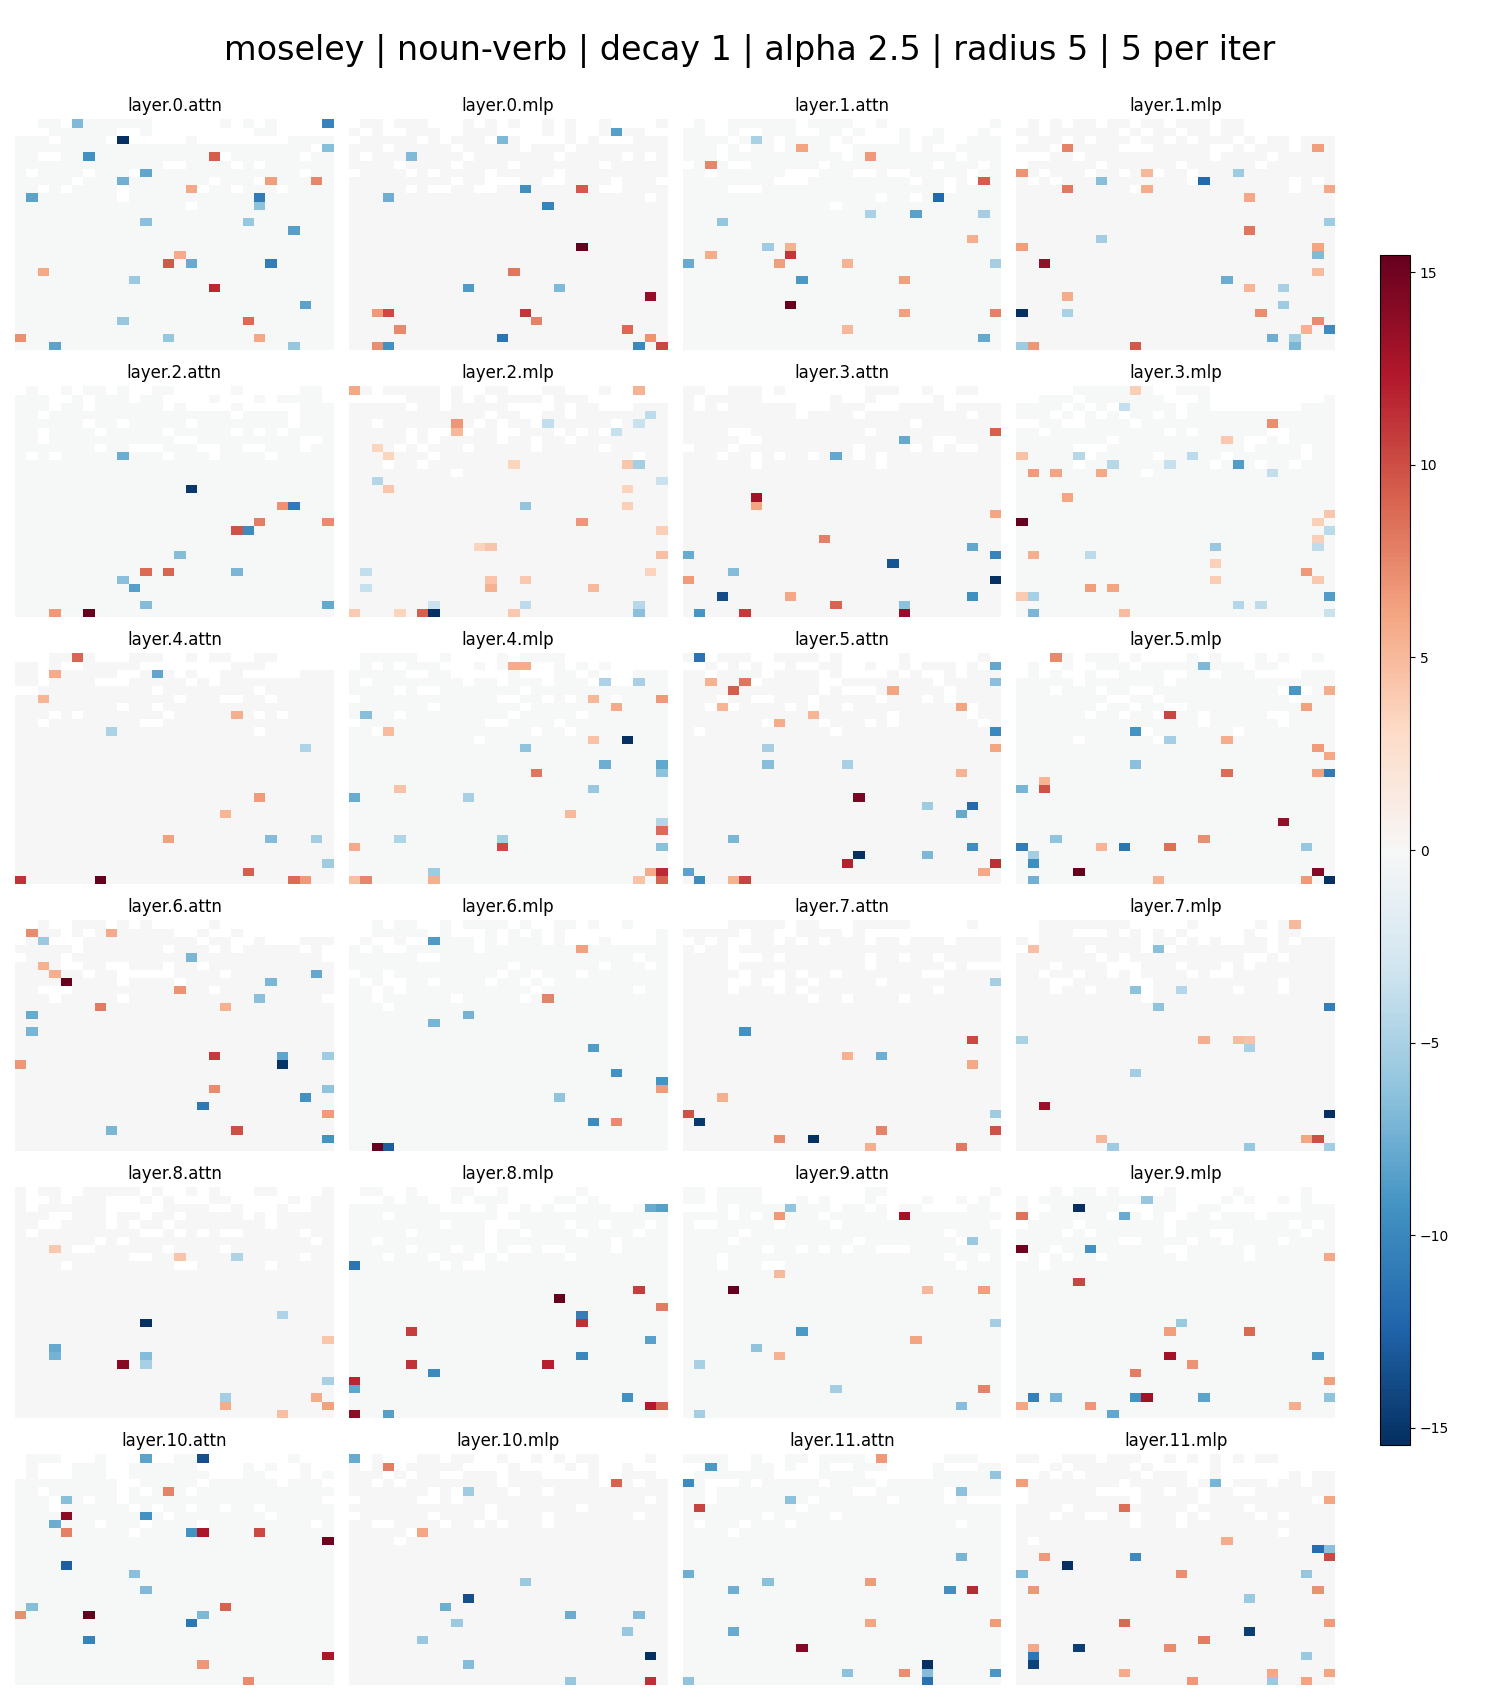 moseley | noun-verb | decay 1 | alpha 2.5 | radius 5 | 5 per iter
layer.0.attn
layer.0.mlp
layer.1.attn
layer.1.mlp
layer.2.attn
layer.2.mlp
layer.3.attn
layer.3.mlp
layer.4.attn
layer.4.mlp
layer.5.attn
layer.5.mlp
layer.6.attn
layer.6.mlp
layer.7.attn
layer.7.mlp
layer.8.attn
layer.8.mlp
layer.9.attn
layer.9.mlp
layer.10.attn
layer.10.mlp
layer.11.attn
layer.11.mlp
15
10
5
0
−5
−10
−15